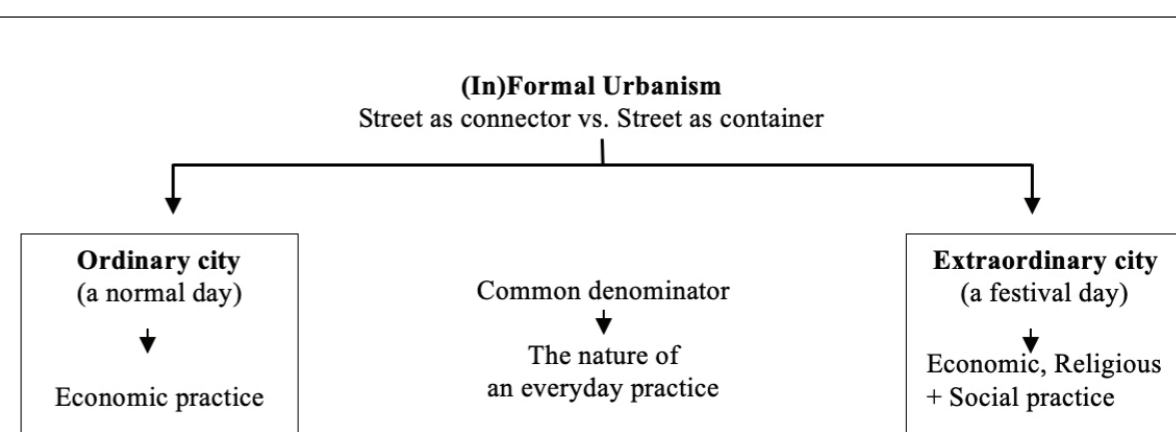 (In)Formal Urbanism
Street as connector vs. Street as container
Ordinary city
(a normal day)
Economic practice
Common denominator
The nature of
an everyday practice
Extraordinary city
(a festival day)
Economic, Religious
+ Social practice